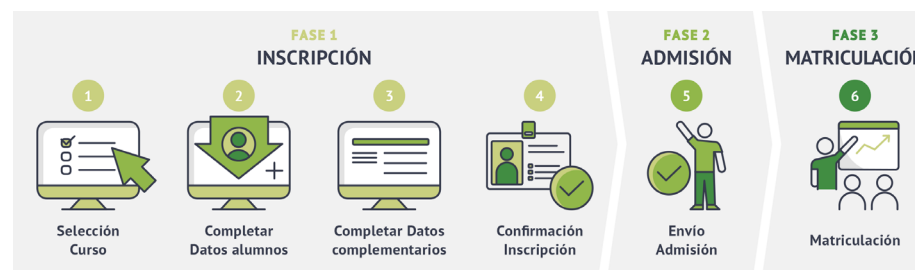 FASE 1
INSCRIPCIÓN
1
2
3
4
Selección
Curso
Completar
Datos alumnos
Completar Datos
complementarios
Confirmación
Inscripción
FASE 2
ADMISIÓN
5
Envío
Admisión
FASE 3
MATRICULACIÓN
6
Matriculación